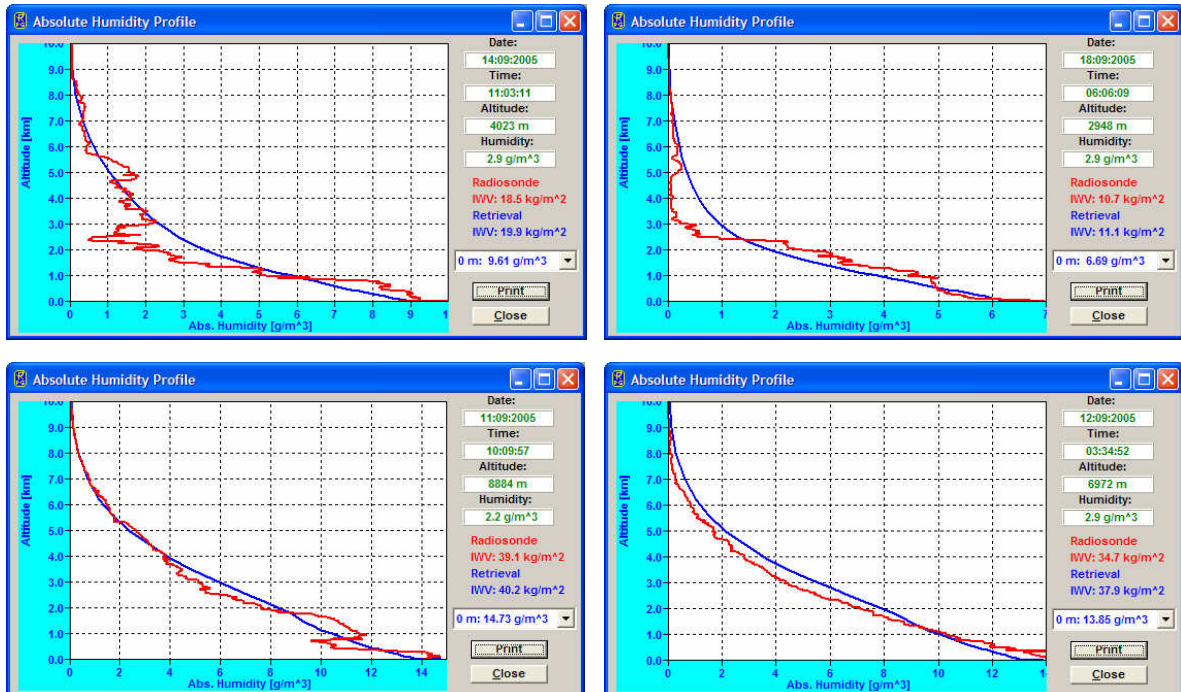 Absolute Humidity Profile
10.0
9.0
8.0
7.0
6.0
5.0
4.0
3.0
2.0
1.0
0.0
Altitude [km]
0 1 2 3 4 5 6 7 8 9 1
Abs. Humidity [g/m^3]
Date:
14:09:2005
Time:
11:03:11
Altitude:
4023 m
Humidity:
2.9 g/m^3
Radiosonde
IWV: 18.5 kg/m^2
Retrieval
IWV: 19.9 kg/m^2
0 m: 9.61 g/m^3
Print
Close
Absolute Humidity Profile
10.0
9.0
8.0
7.0
6.0
5.0
4.0
3.0
2.0
1.0
0.0
Altitude [km]
0 1 2 3 4 5 6 7
Abs. Humidity [g/m^3]
Date:
18:09:2005
Time:
06:06:09
Altitude:
2948 m
Humidity:
2.9 g/m^3
Radiosonde
IWV: 10.7 kg/m^2
Retrieval
IWV: 11.1 kg/m^2
0 m: 6.69 g/m^3
Print
Close
Absolute Humidity Profile
10.0
9.0
8.0
7.0
6.0
5.0
4.0
3.0
2.0
1.0
0.0
Altitude [km]
0 2 4 6 8 10 12 14
Abs. Humidity [g/m^3]
Date:
11:09:2005
Time:
10:09:57
Altitude:
8884 m
Humidity:
2.2 g/m^3
Radiosonde
IWV: 39.1 kg/m^2
Retrieval
IWV: 40.2 kg/m^2
0 m: 14.73 g/m^3
Print
Close
Absolute Humidity Profile
10.0
9.0
8.0
7.0
6.0
5.0
4.0
3.0
2.0
1.0
0.0
Altitude [km]
0 2 4 6 8 10 12 14
Abs. Humidity [g/m^3]
Date:
12:09:2005
Time:
03:34:52
Altitude:
6972 m
Humidity:
2.9 g/m^3
Radiosonde
IWV: 34.7 kg/m^2
Retrieval
IWV: 37.9 kg/m^2
0 m: 13.85 g/m^3
Print
Close